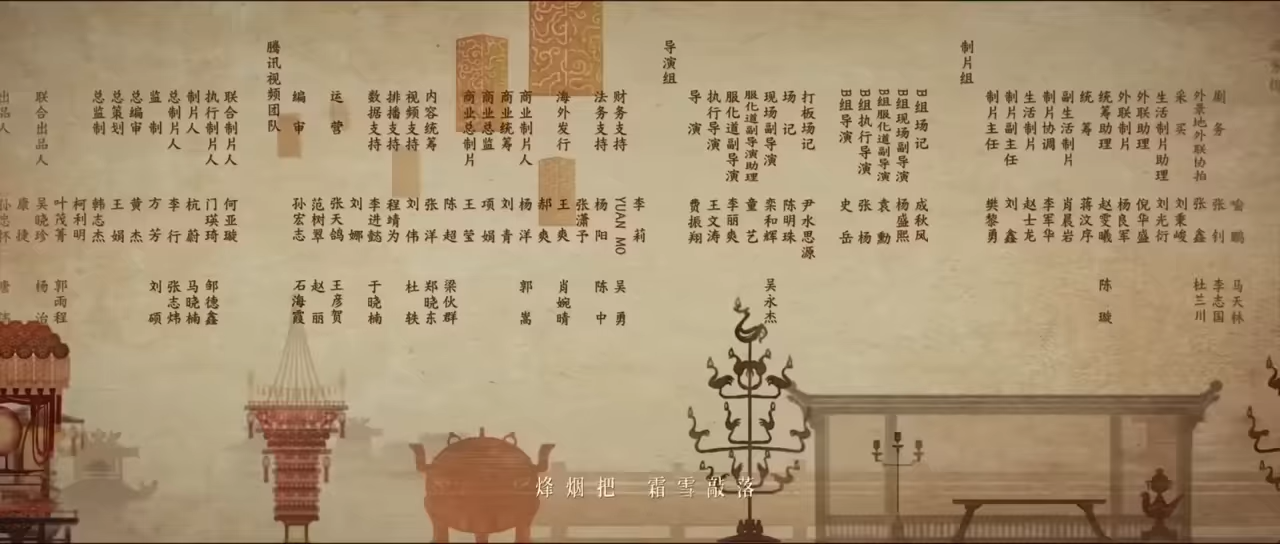 出品人 孙忠怀
康捷
联合出品人 吴晓珍 杨治
叶茂菁 郭雨程
柯利明
总监制 韩志杰
总策划 王娟
总编审 黄杰
监制 方芳 刘硕
总制片人 李行 张志炜
制片人 杭蔚 马晓楠
执行制片人 门瑛琦 邹德鑫
联合制片人 何亚璇
腾讯视频团队
编审 孙宏志 石海霞
范树翠 赵丽
运营 张天鸽 王彦贺
刘娜
数据支持 李进懿 于晓楠
排播支持 程靖为
视频支持 刘伟 杜轶
内容统筹 张洋 郑晓东
陈超 梁伙群
商业总制片 王莹
商业总监 项娟
商业统筹 刘青
商业制片人 杨洋 郭嵩
郝爽
海外发行 王爽 肖婉晴
张潇予
法务支持 杨阳 陈中
财务支持 YUAN MO 吴勇
李莉
导演组
导演 费振翔
执行导演 王文涛
服化道副导演 李丽爽
服化道副导演助理 童艺
现场副导演 栾和辉 吴永杰
场记 陈明珠
打板场记 尹水思源
B组导演 史岳
B组执行导演 张杨
B组服化道副导演 袁勳
B组现场副导演 杨盛熙
B组场记 成秋凤
制片组
制片主任 樊黎勇
制片副主任 刘鑫
生活制片 赵士龙
制片协调 李军华
副生活制片 肖晨岩
统筹 蒋汶序
统筹助理 赵雯曦 陈璇
外联制片 杨良军
外联助理 倪华盛
生活制片助理 刘光衍
采买 刘秉峻
外景地外联协拍 张鑫 杜兰川
剧务 张钊 李志国
喻鹏 马天林
烽烟把 霜雪敲落